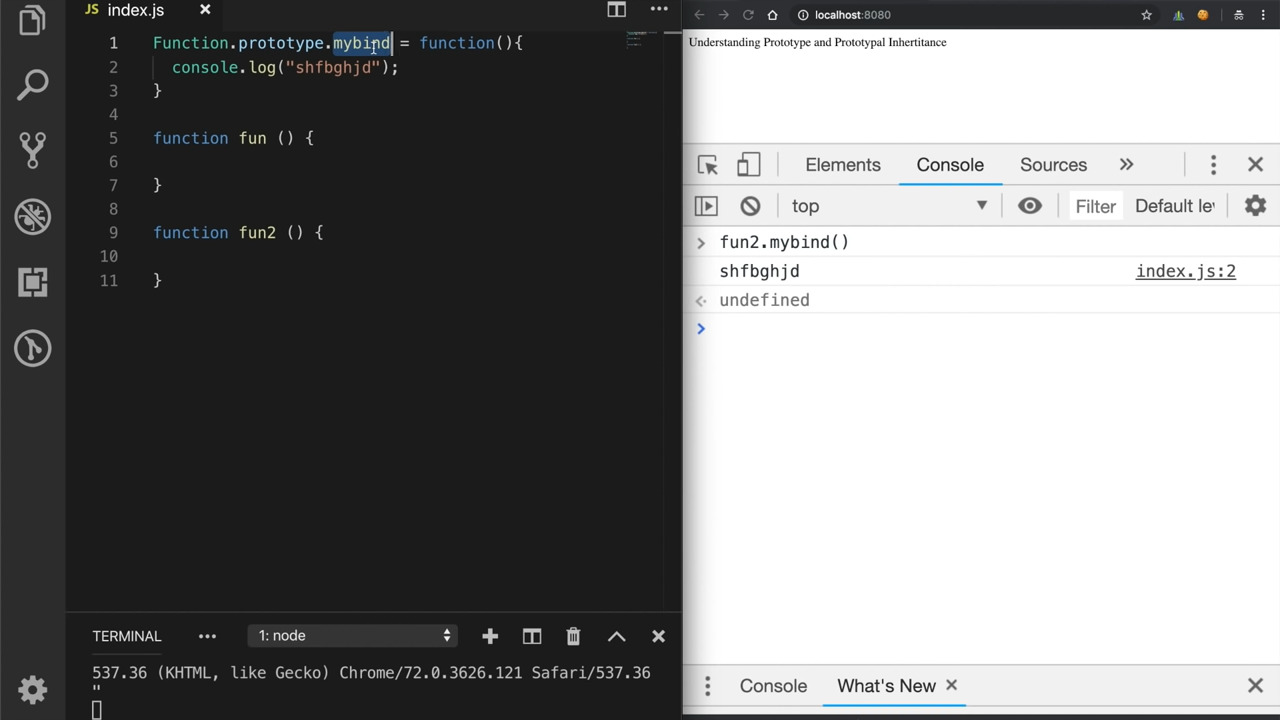 JS index.js ×
1 Function.prototype.mybind = function(){
2 console.log("shfbghjd");
3 }
4
5 function fun () {
6
7 }
8
9 function fun2 () {
10
11 }
TERMINAL ••• 1: node
537.36 (KHTML, like Gecko) Chrome/72.0.3626.121 Safari/537.36
"
localhost:8080
Understanding Prototype and Prototypal Inhertitance
Elements Console Sources »
top Filter Default le
> fun2.mybind()
shfbghjd index.js:2
undefined
>
Console What's New ×